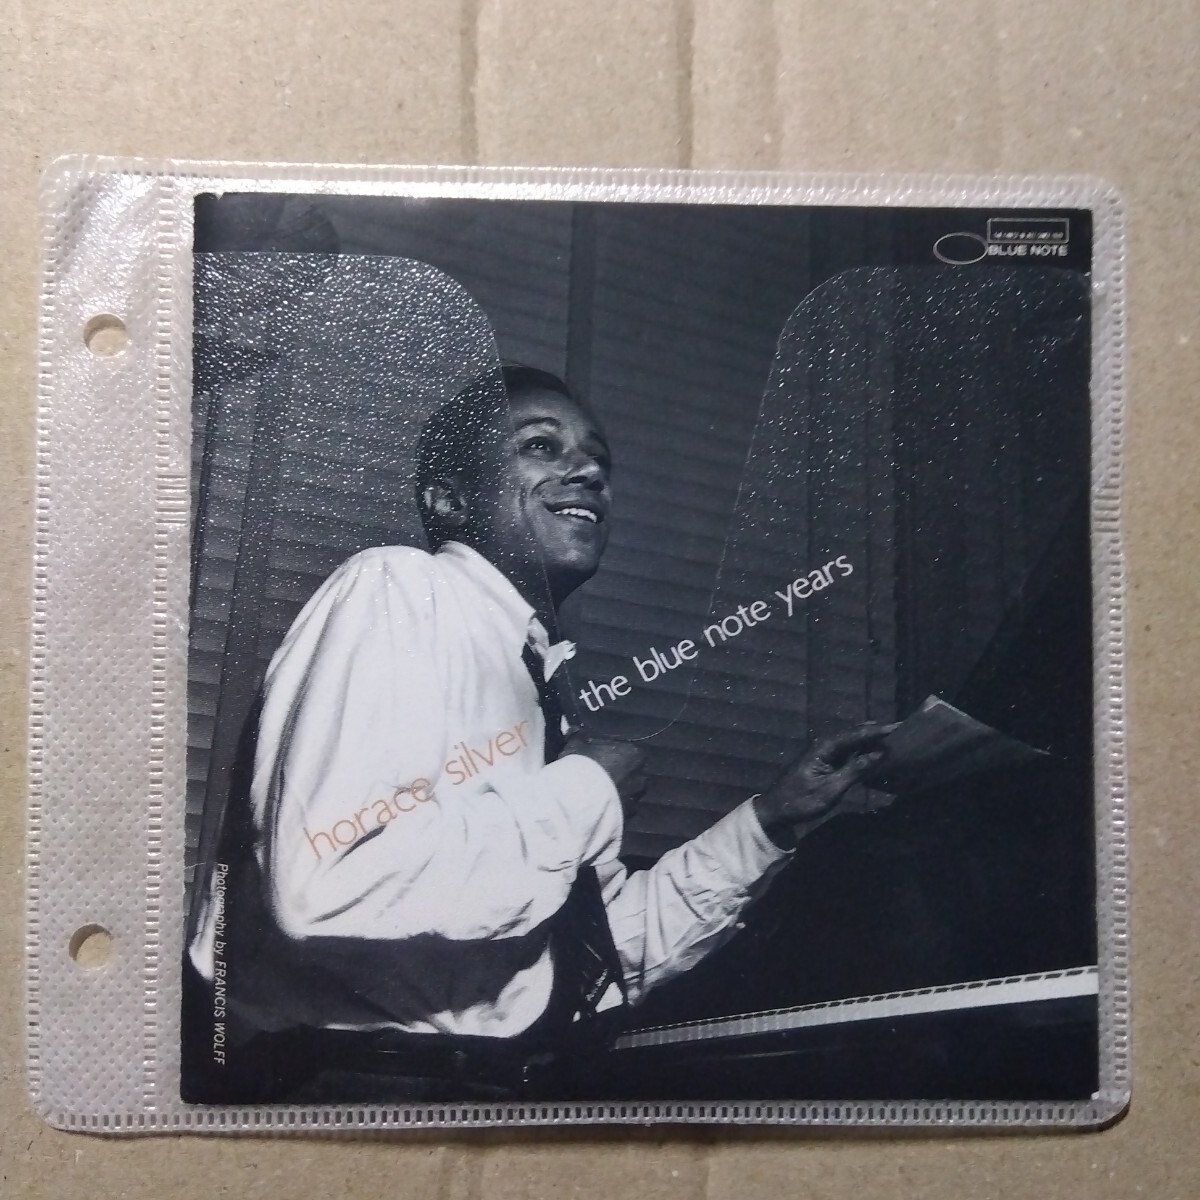 BLUE NOTE
horace silver the blue note years
Photography by FRANCIS WOLFF